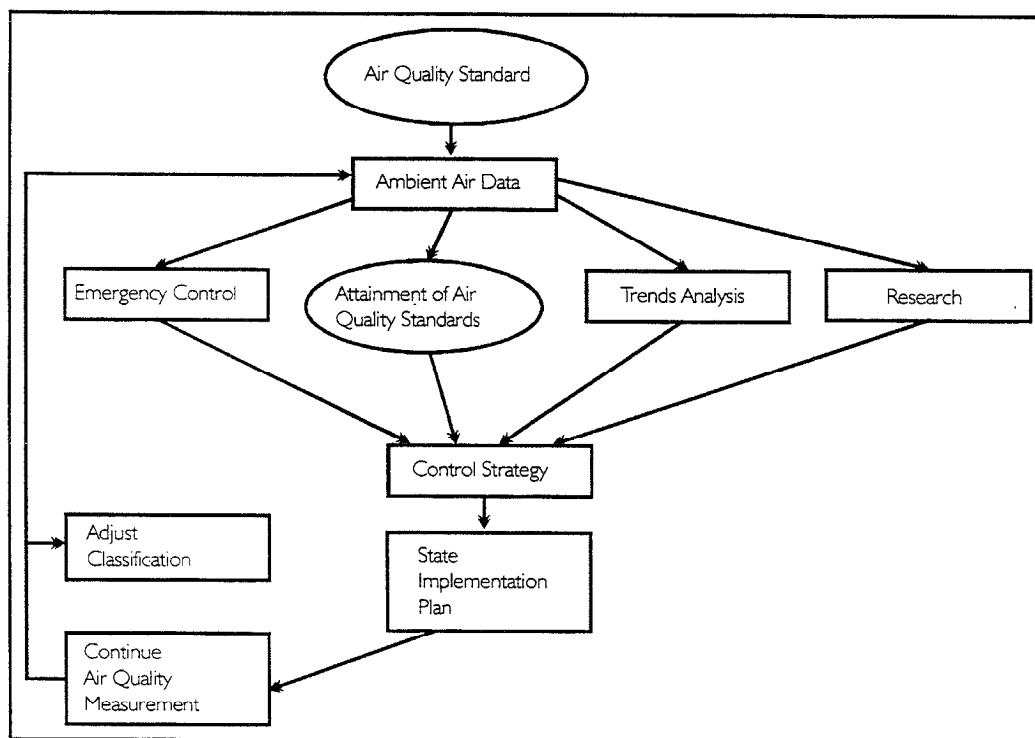 Air Quality Standard
Ambient Air Data
Emergency Control
Attainment of Air
Quality Standards
Trends Analysis
Research
Control Strategy
Adjust
Classification
State
Implementation
Plan
Continue
Air Quality
Measurement